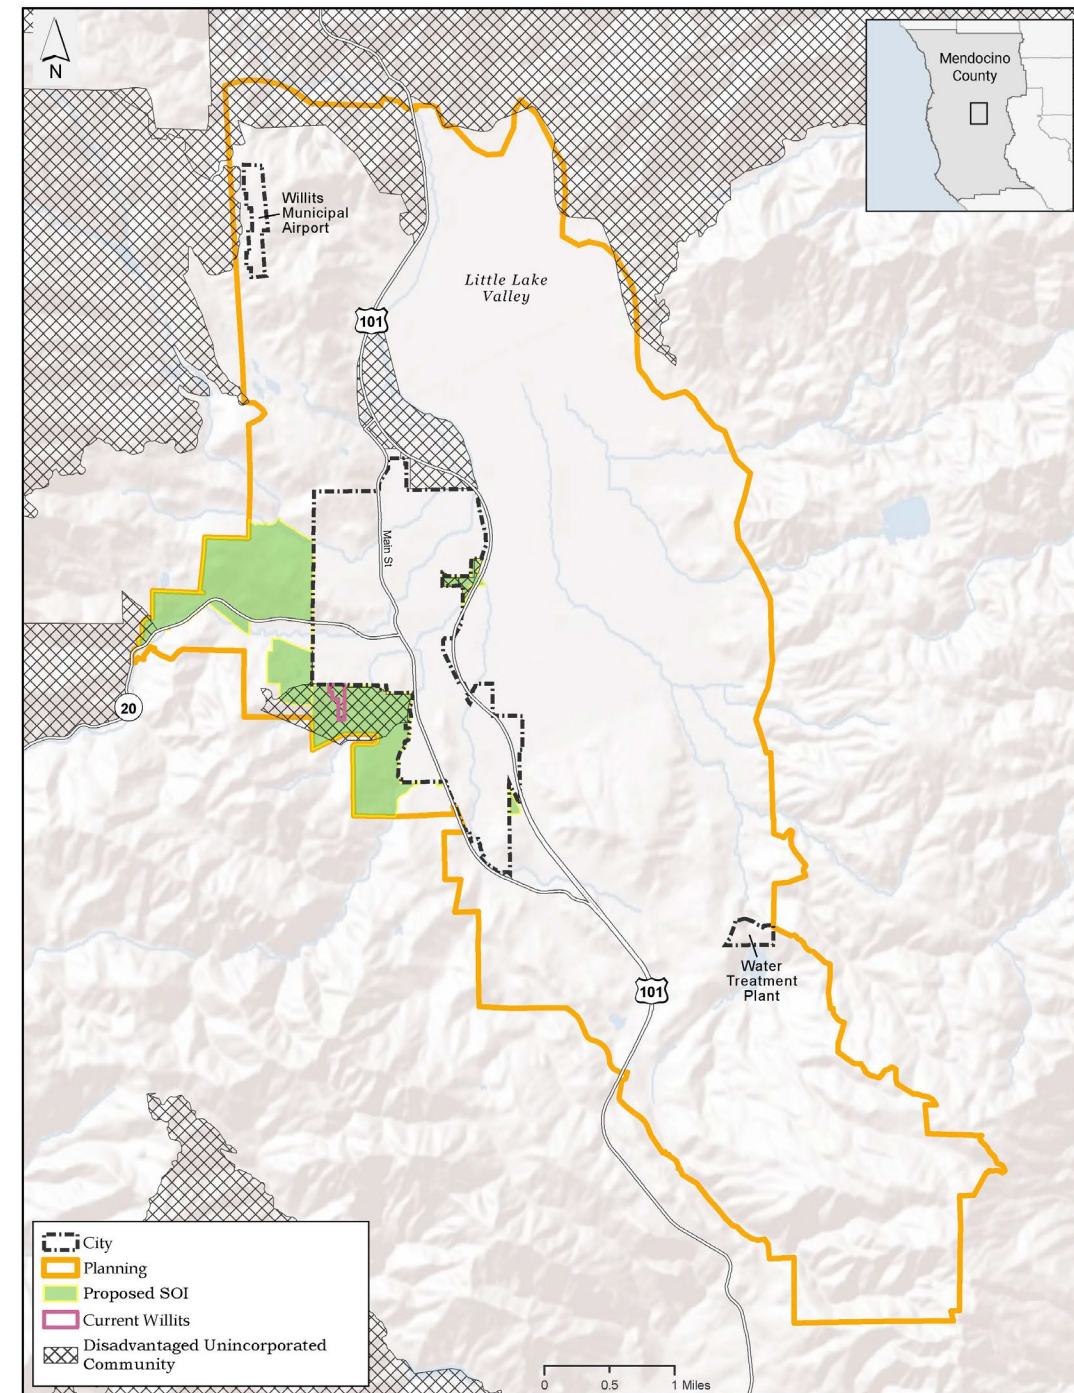 N
Mendocino
County
Willits
Municipal
Airport
Little Lake
Valley
101
Main St
20
101
Water
Treatment
Plant
City
Planning
Proposed SOI
Current Willits
Disadvantaged Unincorporated
Community
0 0.5 1 Miles